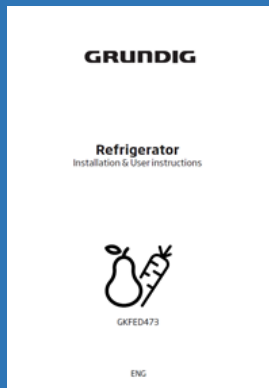 GRUNDIG
Refrigerator
Installation & User instructions
GKFED473
ENG